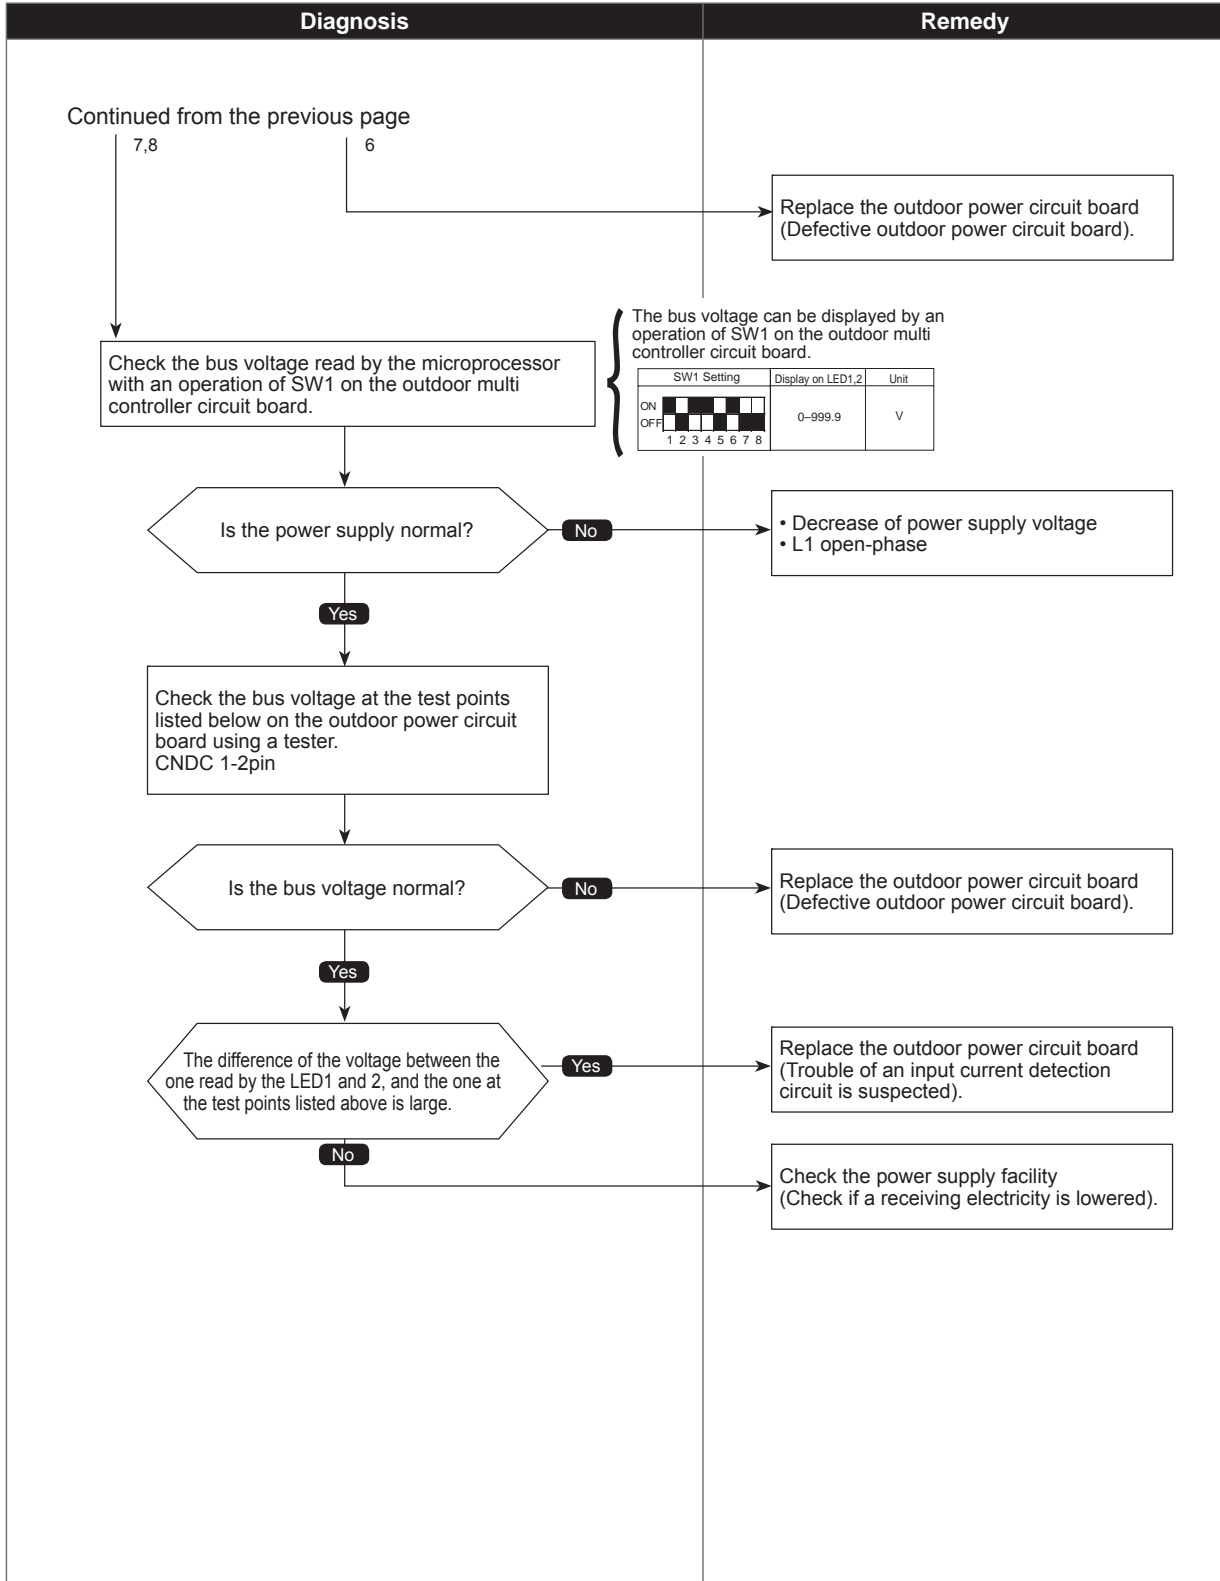 Diagnosis
Remedy
Continued from the previous page
7,8
6
Replace the outdoor power circuit board
(Defective outdoor power circuit board).
Check the bus voltage read by the microprocessor
with an operation of SW1 on the outdoor multi
controller circuit board.
The bus voltage can be displayed by an
operation of SW1 on the outdoor multi
controller circuit board.
SW1 Setting
Display on LED1,2
Unit
ON
OFF
1 2 3 4 5 6 7 8
0–999.9
V
Is the power supply normal?
No
• Decrease of power supply voltage
• L1 open-phase
Yes
Check the bus voltage at the test points
listed below on the outdoor power circuit
board using a tester.
CNDC 1-2pin
Is the bus voltage normal?
No
Replace the outdoor power circuit board
(Defective outdoor power circuit board).
Yes
The difference of the voltage between the
one read by the LED1 and 2, and the one at
the test points listed above is large.
Yes
Replace the outdoor power circuit board
(Trouble of an input current detection
circuit is suspected).
No
Check the power supply facility
(Check if a receiving electricity is lowered).